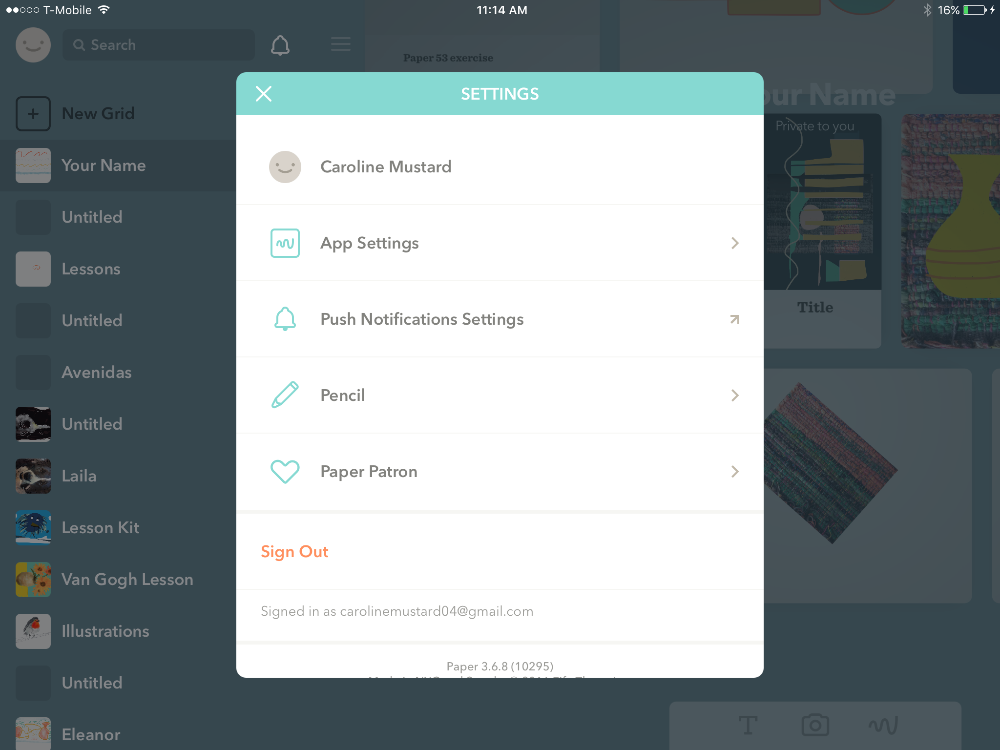 T-Mobile
11:14 AM
16%
Search
Paper 53 exercise
our Name
Private to you
New Grid
Your Name
Untitled
Lessons
Untitled
Avenidas
Untitled
Laila
Lesson Kit
Van Gogh Lesson
Illustrations
Untitled
Eleanor
SETTINGS
Caroline Mustard
App Settings
Push Notifications Settings
Pencil
Paper Patron
Sign Out
Signed in as carolinemustard04@gmail.com
Paper 3.6.8 (10295)
Title
T